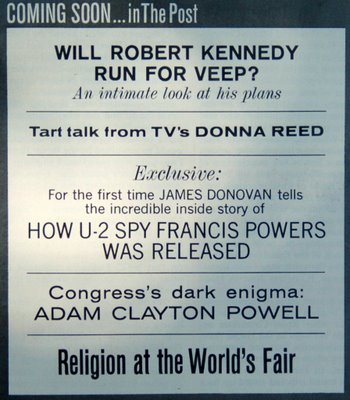 COMING SOON...in The Post
WILL ROBERT KENNEDY
RUN FOR VEEP?
An intimate look at his plans
Tart talk from TV's DONNA REED
Exclusive:
For the first time JAMES DONOVAN tells
the incredible inside story of
HOW U-2 SPY FRANCIS POWERS
WAS RELEASED
Congress's dark enigma:
ADAM CLAYTON POWELL
Religion at the World's Fair